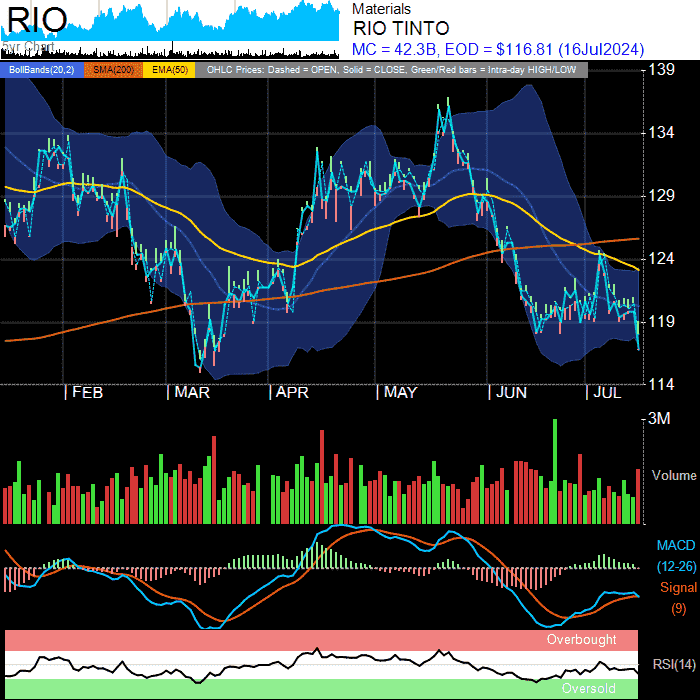 RIO
5yr Chart
Materials
RIO TINTO
MC = 42.3B, EOD = $116.81 (16Jul2024)
BollBands(20,2) SMA(200) EMA(50) OHLC Prices: Dashed = OPEN, Solid = CLOSE, Green/Red bars = Intra-day HIGH/LOW
139
134
129
124
119
114
FEB MAR APR MAY JUN JUL
3M
Volume
MACD
(12-26)
Signal
(9)
Overbought
RSI(14)
Oversold